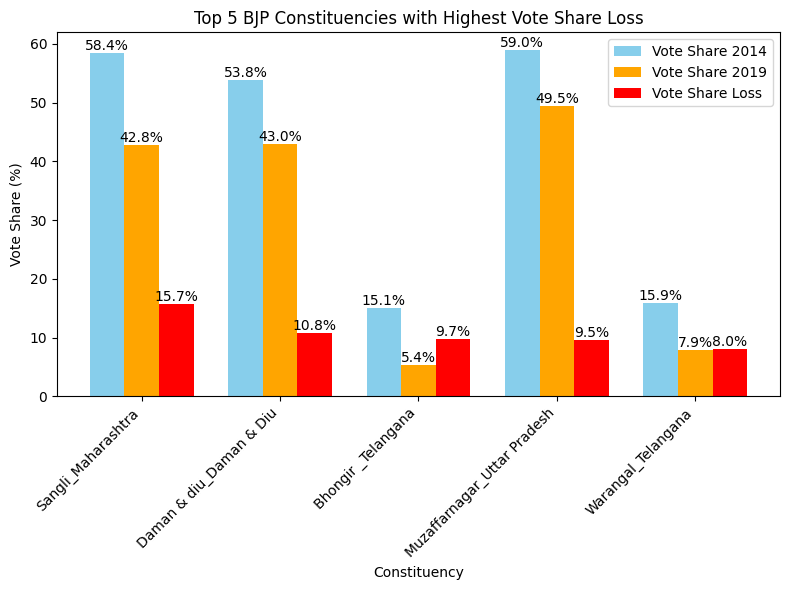 Top 5 BJP Constituencies with Highest Vote Share Loss
Vote Share 2014
Vote Share 2019
Vote Share Loss
Vote Share (%)
60
50
40
30
20
10
0
58.4%
42.8%
15.7%
53.8%
43.0%
10.8%
15.1%
5.4%
9.7%
59.0%
49.5%
9.5%
15.9%
7.9%
8.0%
Sangli_Maharashtra
Daman & diu_Daman & Diu
Bhongir _Telangana
Muzaffarnagar_Uttar Pradesh
Warangal_Telangana
Constituency